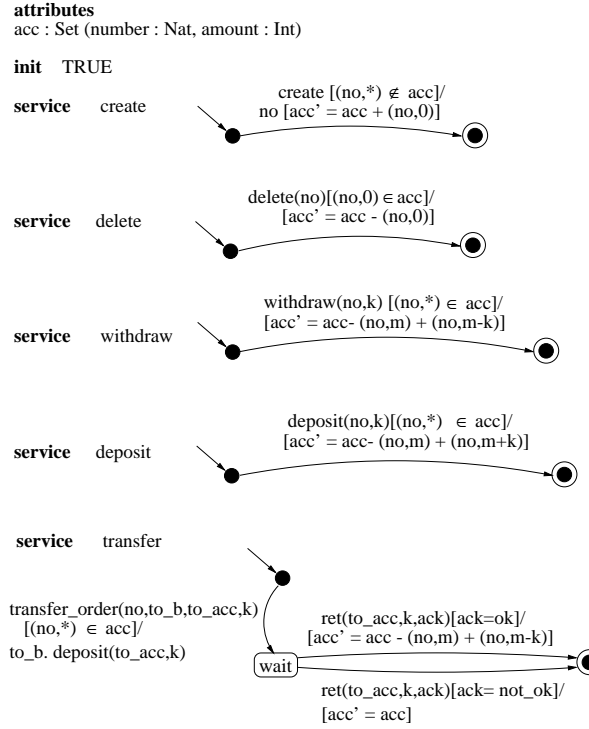 attributes
acc : Set (number : Nat, amount : Int)
init TRUE
service create
create [(no,*) ∉ acc]/
no [acc' = acc + (no,0)]
service delete
delete(no)[(no,0) ∈ acc]/
[acc' = acc - (no,0)]
service withdraw
withdraw(no,k) [(no,*) ∈ acc]/
[acc' = acc- (no,m) + (no,m-k)]
service deposit
deposit(no,k)[(no,*) ∈ acc]/
[acc' = acc- (no,m) + (no,m+k)]
service transfer
transfer_order(no,to_b,to_acc,k)
[(no,*) ∈ acc]/
to_b. deposit(to_acc,k)
wait
ret(to_acc,k,ack)[ack=ok]/
[acc' = acc - (no,m) + (no,m-k)]
ret(to_acc,k,ack)[ack= not_ok]/
[acc' = acc]